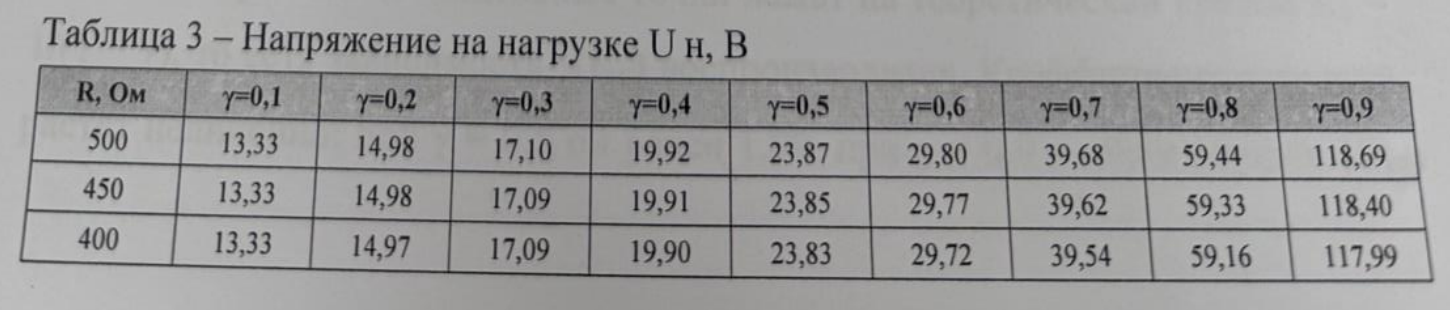 Таблица 3 – Напряжение на нагрузке U н, В
R, Ом γ=0,1 γ=0,2 γ=0,3 γ=0,4 γ=0,5 γ=0,6 γ=0,7 γ=0,8 γ=0,9
500 13,33 14,98 17,10 19,92 23,87 29,80 39,68 59,44 118,69
450 13,33 14,98 17,09 19,91 23,85 29,77 39,62 59,33 118,40
400 13,33 14,97 17,09 19,90 23,83 29,72 39,54 59,16 117,99